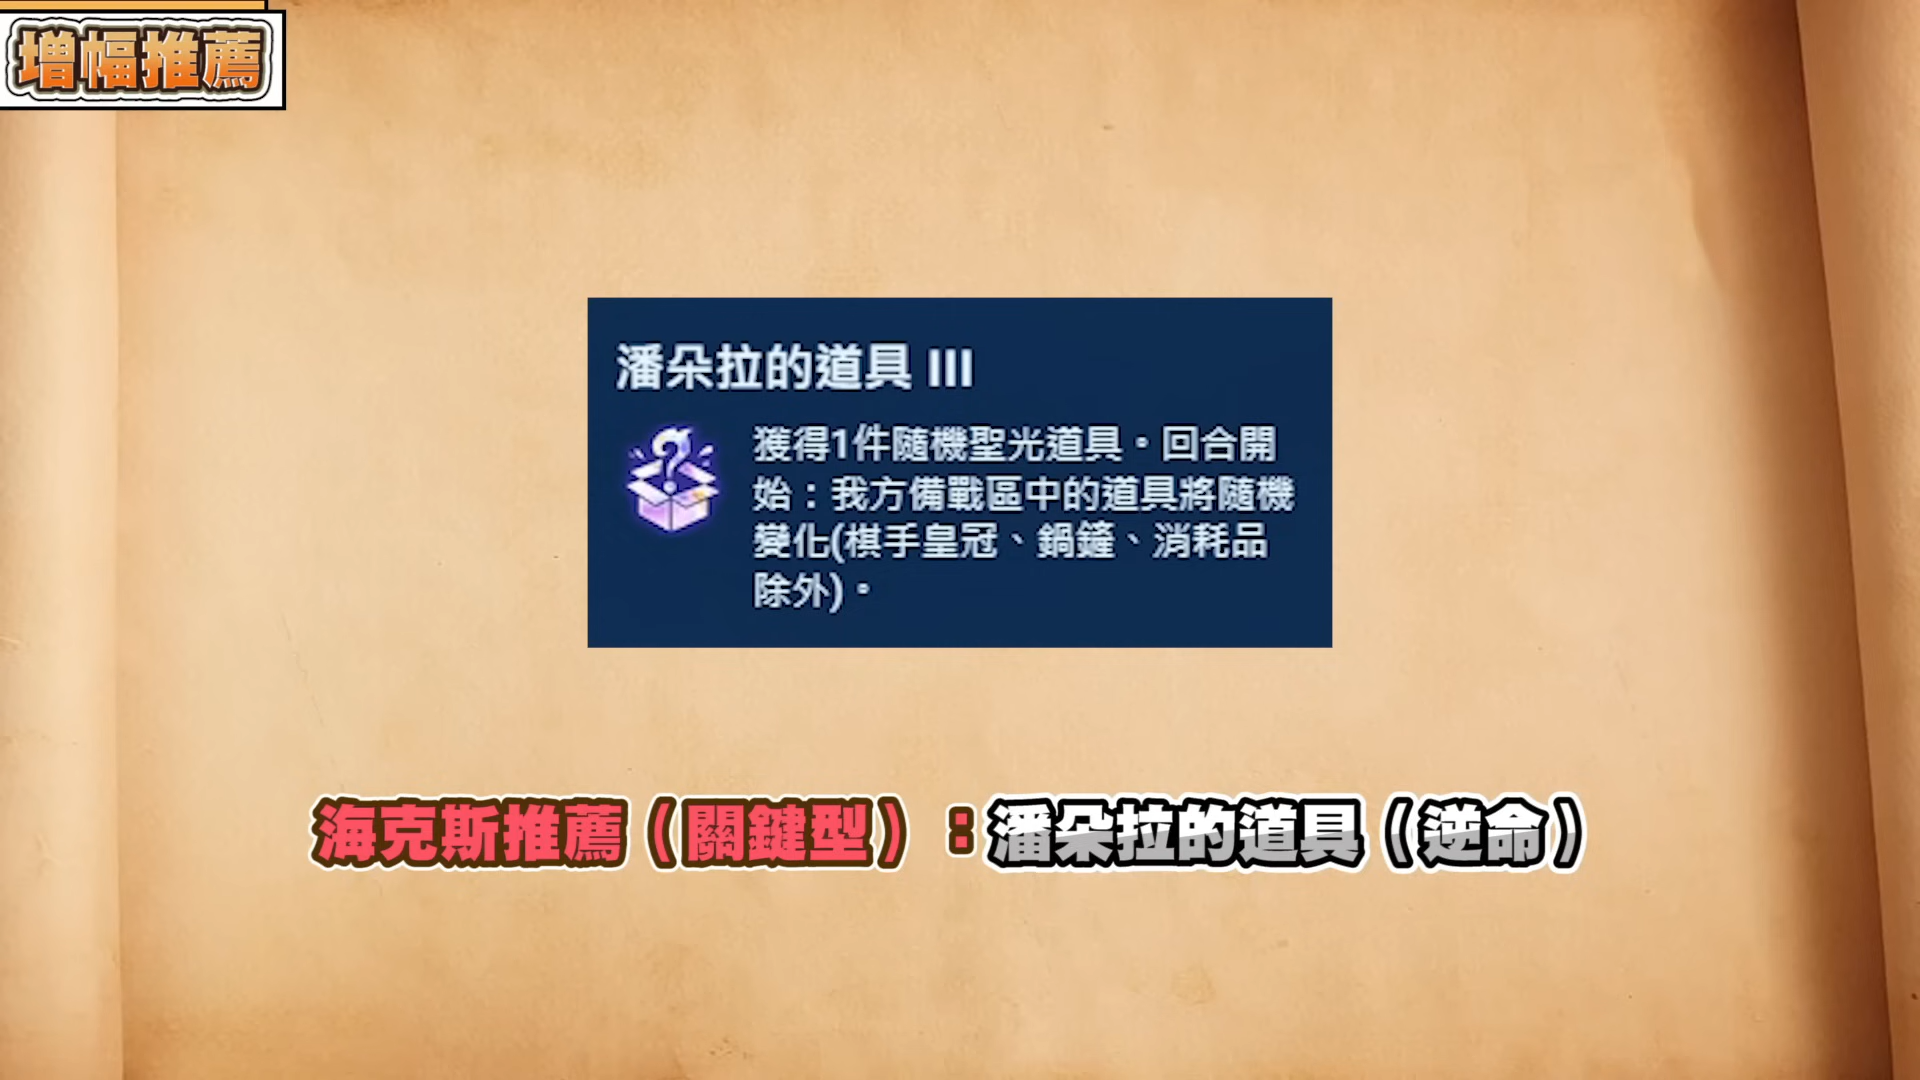 增幅推薦
潘朵拉的道具 III
獲得1件隨機聖光道具。回合開
始：我方備戰區中的道具將隨機
變化(棋手皇冠、鍋鏟、消耗品
除外)。
海克斯推薦（關鍵型）：潘朵拉的道具（逆命）